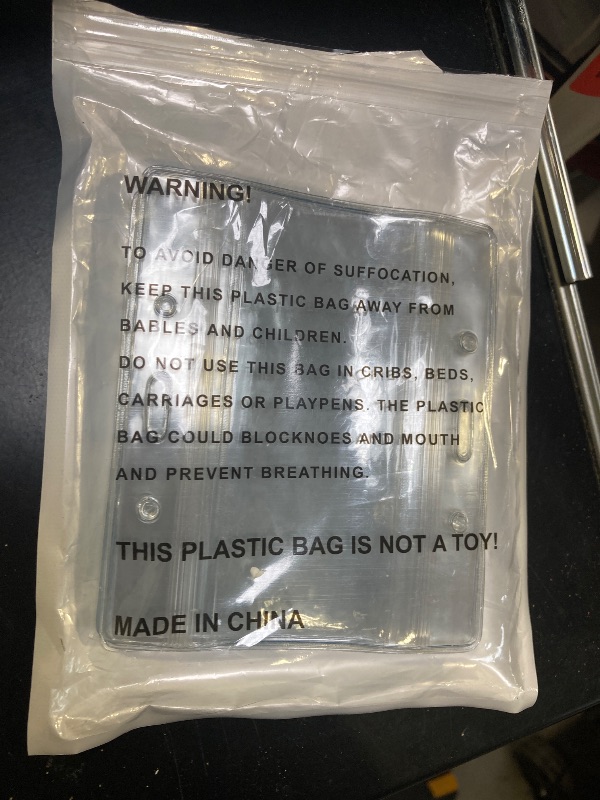 WARNING!
TO AVOID DANGER OF SUFFOCATION,
KEEP THIS PLASTIC BAG AWAY FROM
BABLES AND CHILDREN.
DO NOT USE THIS BAG IN CRIBS, BEDS,
CARRIAGES OR PLAYPENS. THE PLASTIC
BAG COULD BLOCKNOES AND MOUTH
AND PREVENT BREATHING.
THIS PLASTIC BAG IS NOT A TOY!
MADE IN CHINA